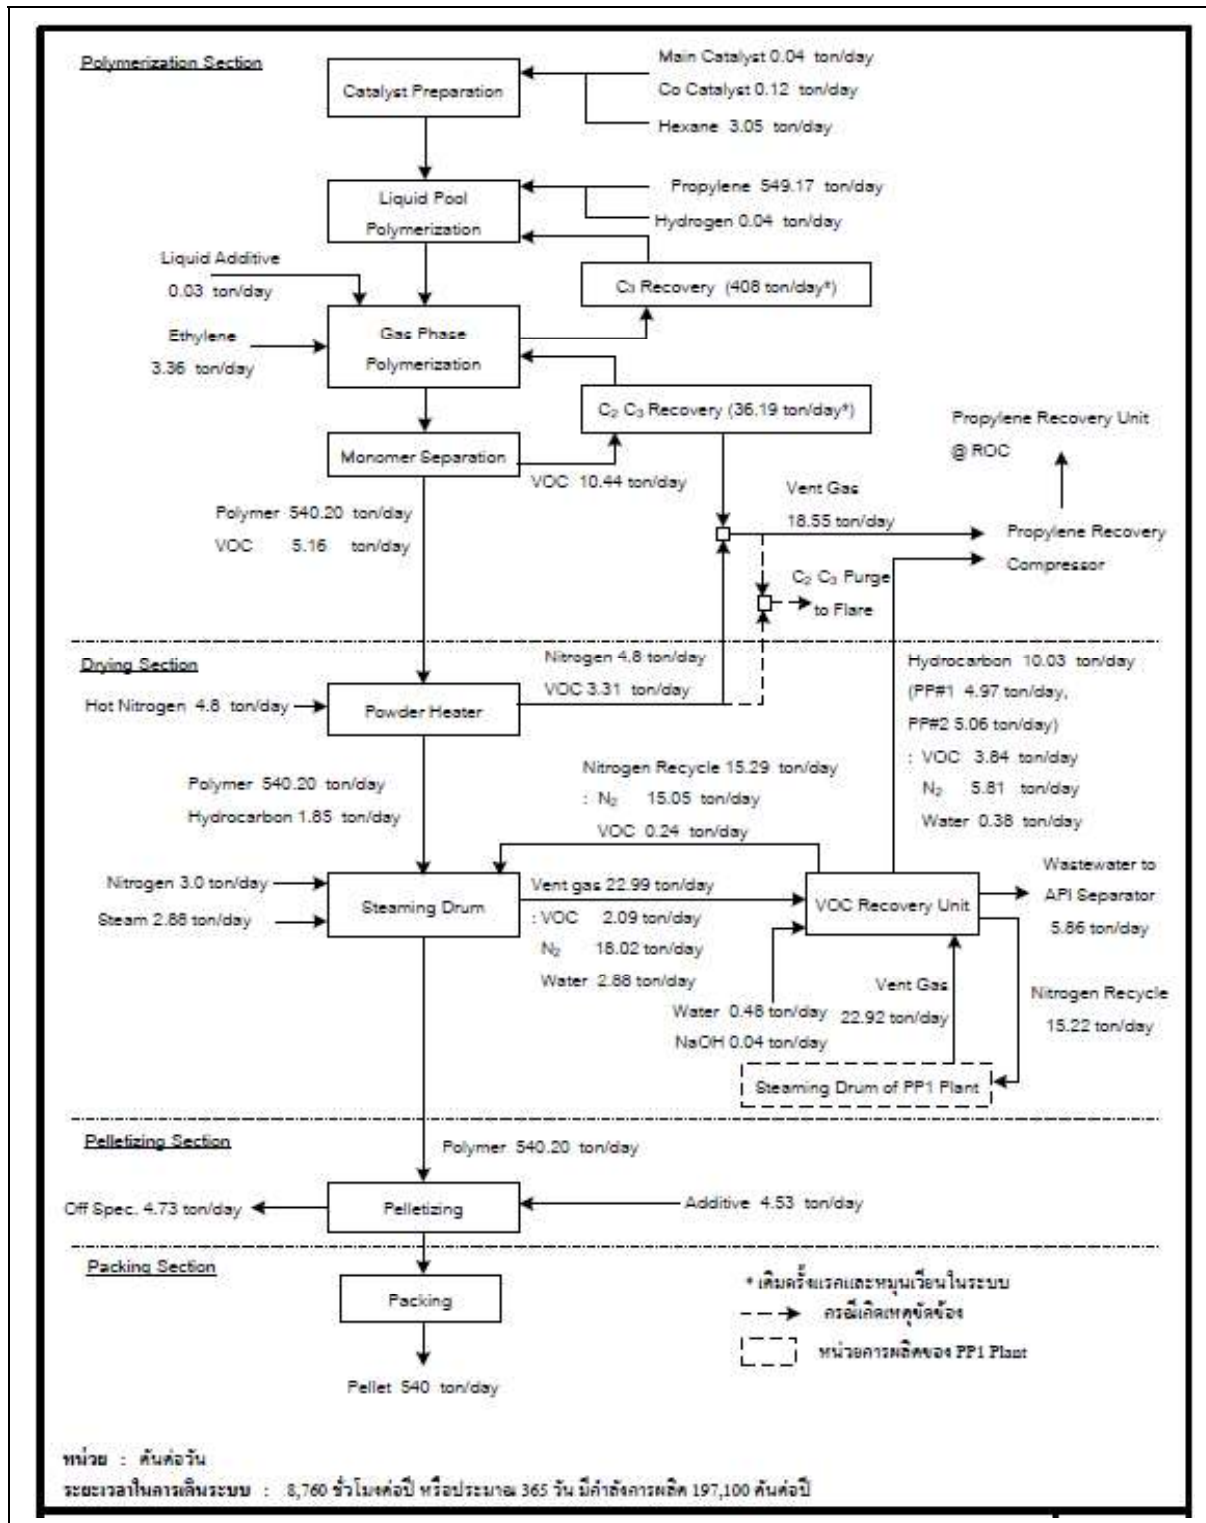 Polymerization Section
Main Catalyst 0.04 ton/day
Catalyst Preparation
Co Catalyst 0.12 ton/day
Hexane 3.05 ton/day
Liquid Pool
Polymerization
Propylene 549.17 ton/day
Hydrogen 0.04 ton/day
Liquid Additive
0.03 ton/day
C₃ Recovery (408 ton/day*)
Ethylene
3.36 ton/day
Gas Phase
Polymerization
C₂ C₃ Recovery (36.19 ton/day*)
Propylene Recovery Unit
@ ROC
Monomer Separation
VOC 10.44 ton/day
Vent Gas
18.55 ton/day
Polymer 540.20 ton/day
VOC 5.16 ton/day
Propylene Recovery
Compressor
C₂ C₃ Purge
to Flare
Drying Section
Nitrogen 4.8 ton/day
VOC 3.31 ton/day
Hot Nitrogen 4.8 ton/day
Powder Heater
Hydrocarbon 10.03 ton/day
(PP#1 4.97 ton/day,
PP#2 5.06 ton/day)
: VOC 3.84 ton/day
N₂ 5.81 ton/day
Water 0.38 ton/day
Polymer 540.20 ton/day
Hydrocarbon 1.85 ton/day
Nitrogen Recycle 15.29 ton/day
: N₂ 15.05 ton/day
VOC 0.24 ton/day
Nitrogen 3.0 ton/day
Steam 2.88 ton/day
Steaming Drum
Vent gas 22.99 ton/day
: VOC 2.09 ton/day
N₂ 18.02 ton/day
Water 2.88 ton/day
VOC Recovery Unit
Wastewater to
API Separator
5.86 ton/day
Water 0.48 ton/day
NaOH 0.04 ton/day
Vent Gas
22.92 ton/day
Nitrogen Recycle
15.22 ton/day
Steaming Drum of PP1 Plant
Pelletizing Section
Polymer 540.20 ton/day
Off Spec. 4.73 ton/day
Pelletizing
Additive 4.53 ton/day
Packing Section
Packing
* เติมครั้งแรกและหมุนเวียนในระบบ
กรณีเกิดเหตุขัดข้อง
หน่วยการผลิตของ PP1 Plant
Pellet 540 ton/day
หน่วย : ตันต่อวัน
ระยะเวลาในการเดินระบบ : 8,760 ชั่วโมงต่อปี หรือประมาณ 365 วัน มีกำลังการผลิต 197,100 ตันต่อปี